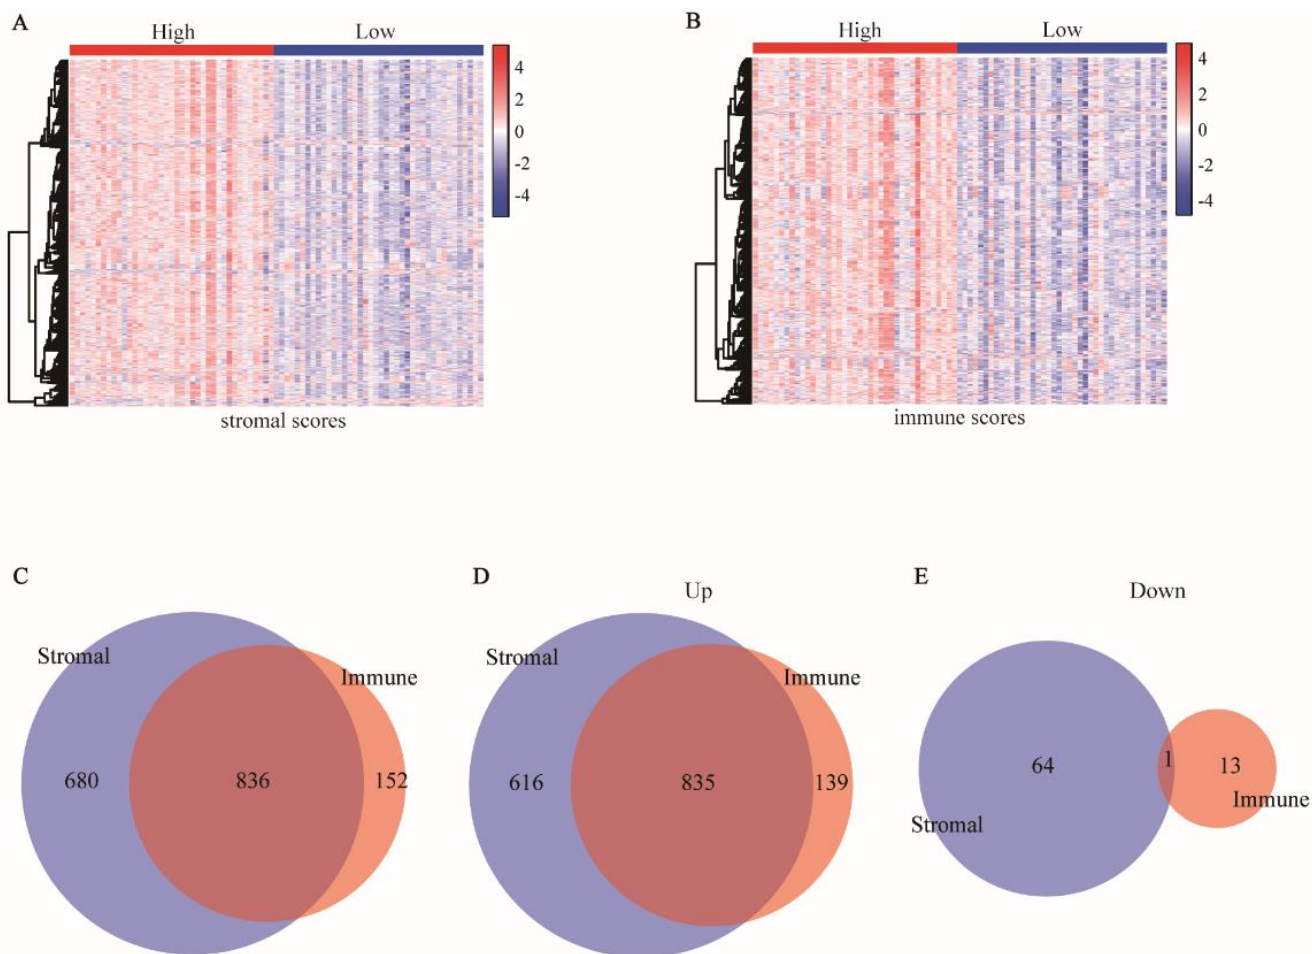 A
High
Low
4
2
0
-2
-4
stromal scores
B
High
Low
4
2
0
-2
-4
immune scores
C
Stromal
Immune
680
836
152
D
Up
Stromal
Immune
616
835
139
E
Down
64
1
13
Immune
Stromal